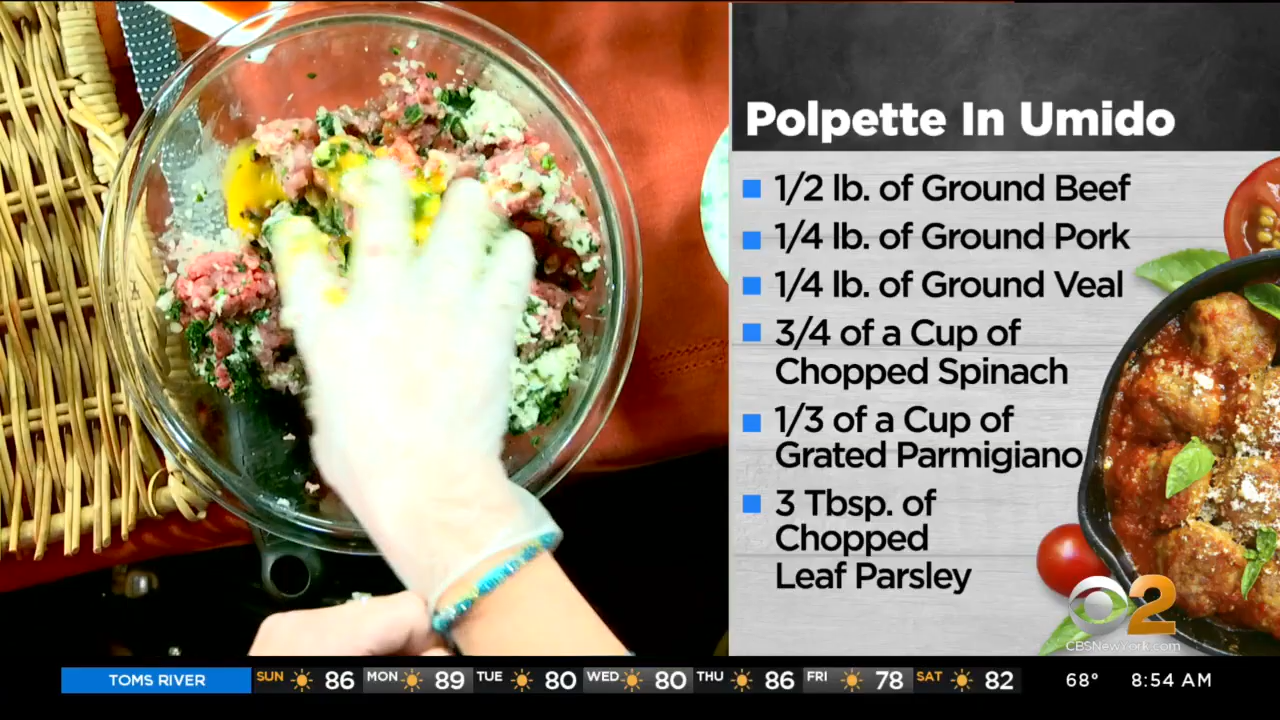 Polpette In Umido
1/2 lb. of Ground Beef
1/4 lb. of Ground Pork
1/4 lb. of Ground Veal
3/4 of a Cup of
Chopped Spinach
1/3 of a Cup of
Grated Parmigiano
3 Tbsp. of
Chopped
Leaf Parsley
2
CBSNewYork.com
TOMS RIVER SUN 86 MON 89 TUE 80 WED 80 THU 86 FRI 78 SAT 82 68° 8:54 AM